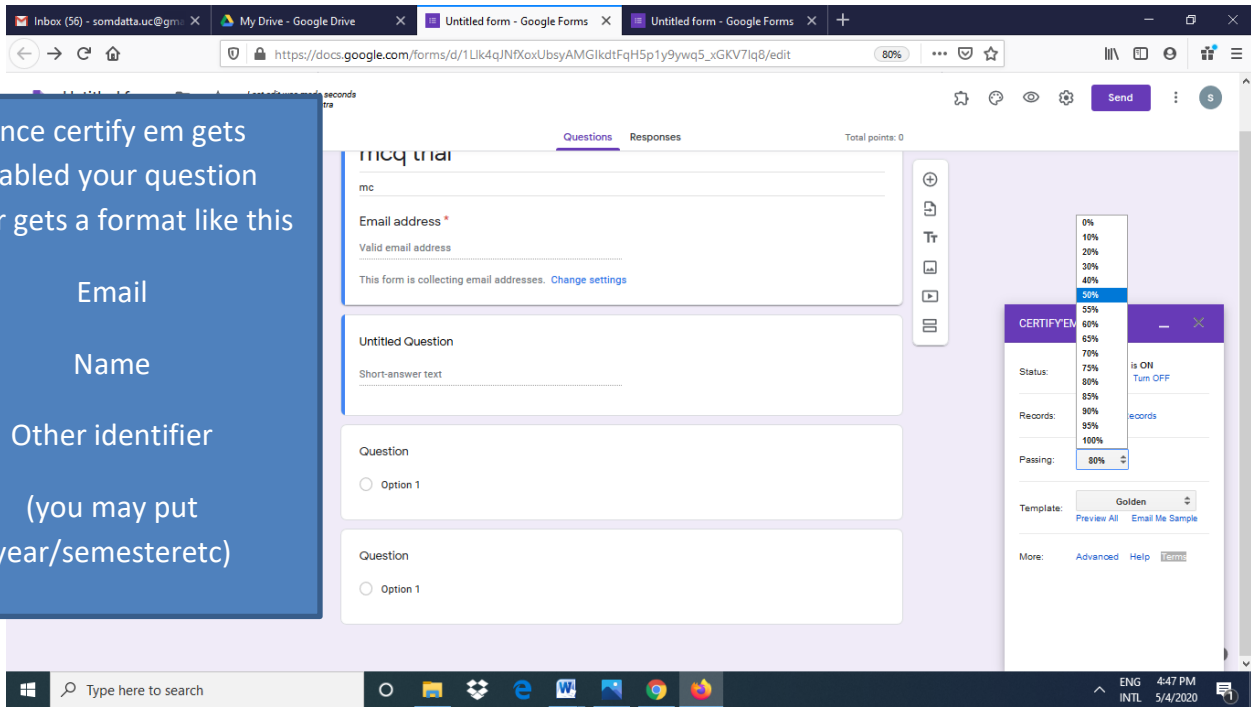 Inbox (56) - somdatta.uc@gma
My Drive - Google Drive
Untitled form - Google Forms
Untitled form - Google Forms
https://docs.google.com/forms/d/1Llk4qJNfXoxUbsyAMGIkdtFqH5p1y9ywq5_xGKV7lq8/edit
80%
Send
S
Questions
Responses
Total points: 0
nce certify em gets
abled your question
r gets a format like this
Email
Name
Other identifier
(you may put
year/semesteretc)
mcq trial
mc
Email address *
Valid email address
This form is collecting email addresses. Change settings
Untitled Question
Short-answer text
Question
Option 1
Question
Option 1
0%
10%
20%
30%
40%
50%
55%
60%
65%
70%
75%
80%
85%
90%
95%
100%
CERTIFY'EM
Status:
is ON
Turn OFF
Records:
ecords
Passing:
80%
Template:
Golden
Preview All Email Me Sample
More:
Advanced Help Terms
Type here to search
ENG
INTL
4:47 PM
5/4/2020
1